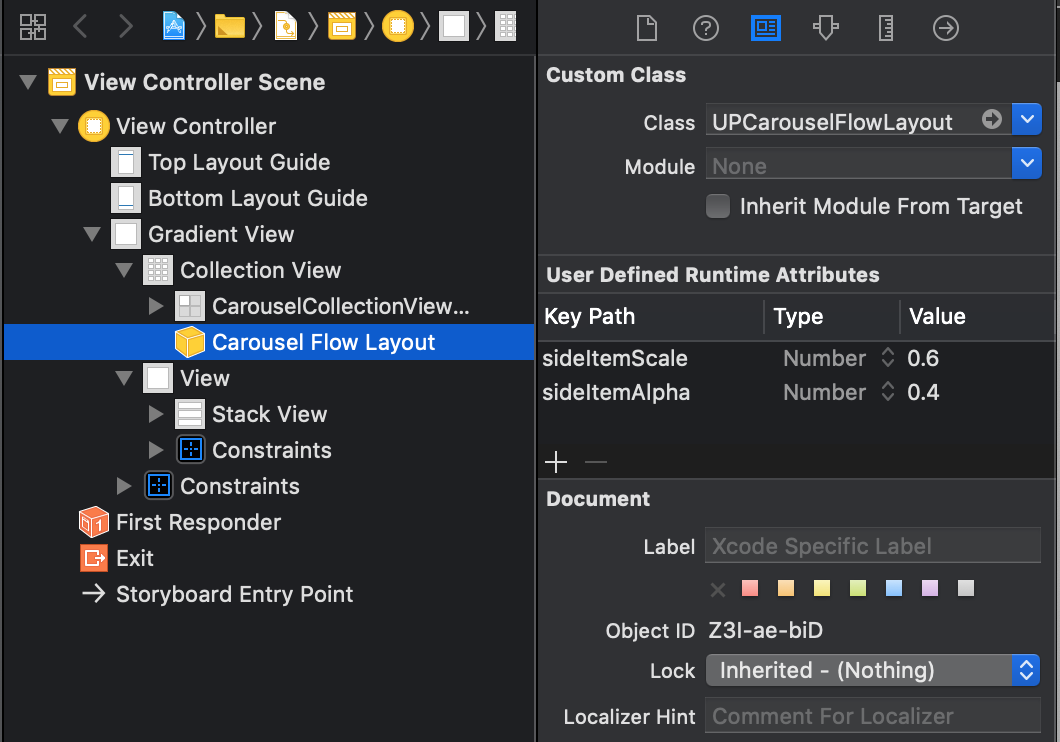 View Controller Scene
View Controller
Top Layout Guide
Bottom Layout Guide
Gradient View
Collection View
CarouselCollectionView...
Carousel Flow Layout
View
Stack View
Constraints
Constraints
First Responder
Exit
Storyboard Entry Point
Custom Class
Class UPCarouselFlowLayout
Module None
Inherit Module From Target
User Defined Runtime Attributes
Key Path Type Value
sideItemScale Number 0.6
sideItemAlpha Number 0.4
Document
Label Xcode Specific Label
Object ID Z3I-ae-biD
Lock Inherited - (Nothing)
Localizer Hint Comment For Localizer